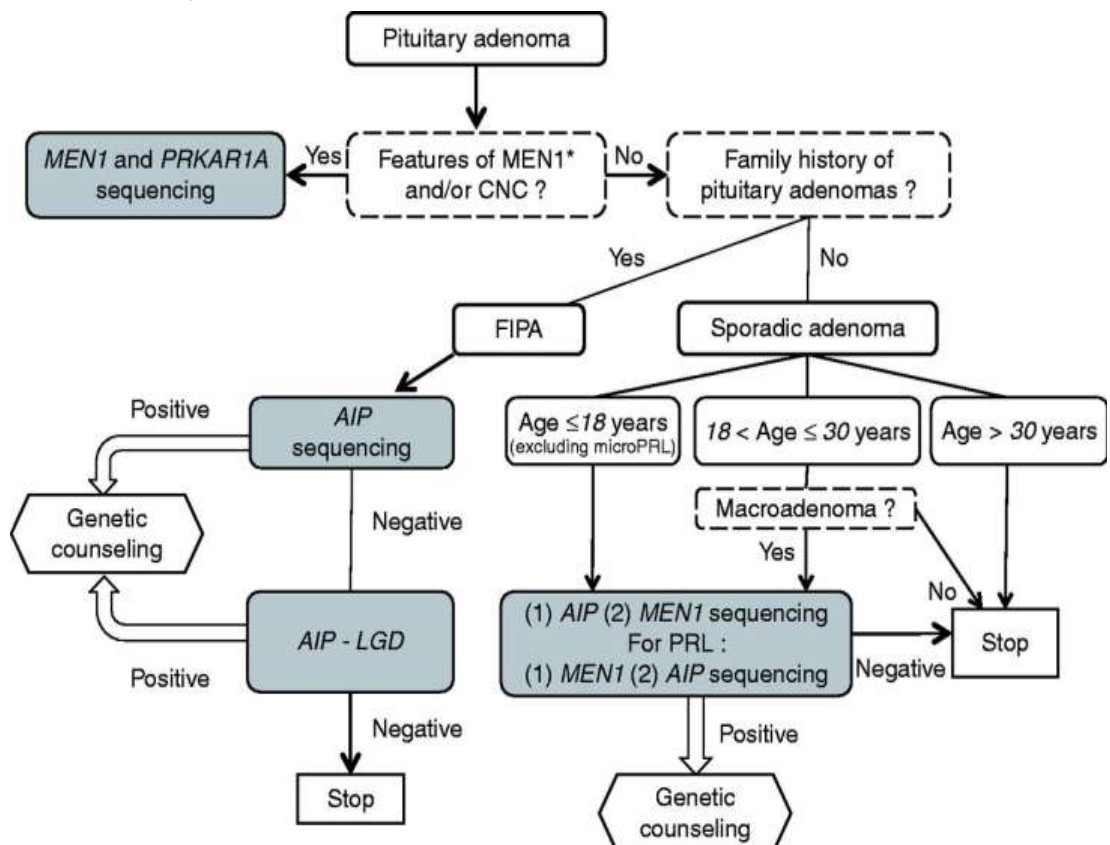 Pituitary adenoma
MEN1 and PRKAR1A
sequencing
Yes
Features of MEN1*
and/or CNC ?
No
Family history of
pituitary adenomas ?
Yes
No
FIPA
Sporadic adenoma
Positive
AIP
sequencing
Age ≤18 years
(excluding microPRL)
18 < Age ≤ 30 years
Age > 30 years
Genetic
counseling
Negative
Macroadenoma ?
Yes
No
AIP - LGD
Positive
(1) AIP (2) MEN1 sequencing
For PRL :
(1) MEN1 (2) AIP sequencing
Negative
Stop
Negative
Stop
Positive
Genetic
counseling